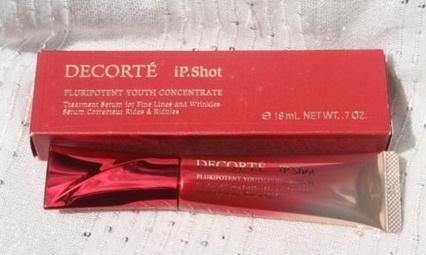 DECORTÉ iP.Shot
PLURIPOTENT YOUTH CONCENTRATE
Treatment Serum for Fine Lines and Wrinkles
Sérum Correcteur Rides & Ridules
℮ 18 mL NET WT. .7 OZ.
DECORTÉ iP.Shot
PLURIPOTENT YOUTH